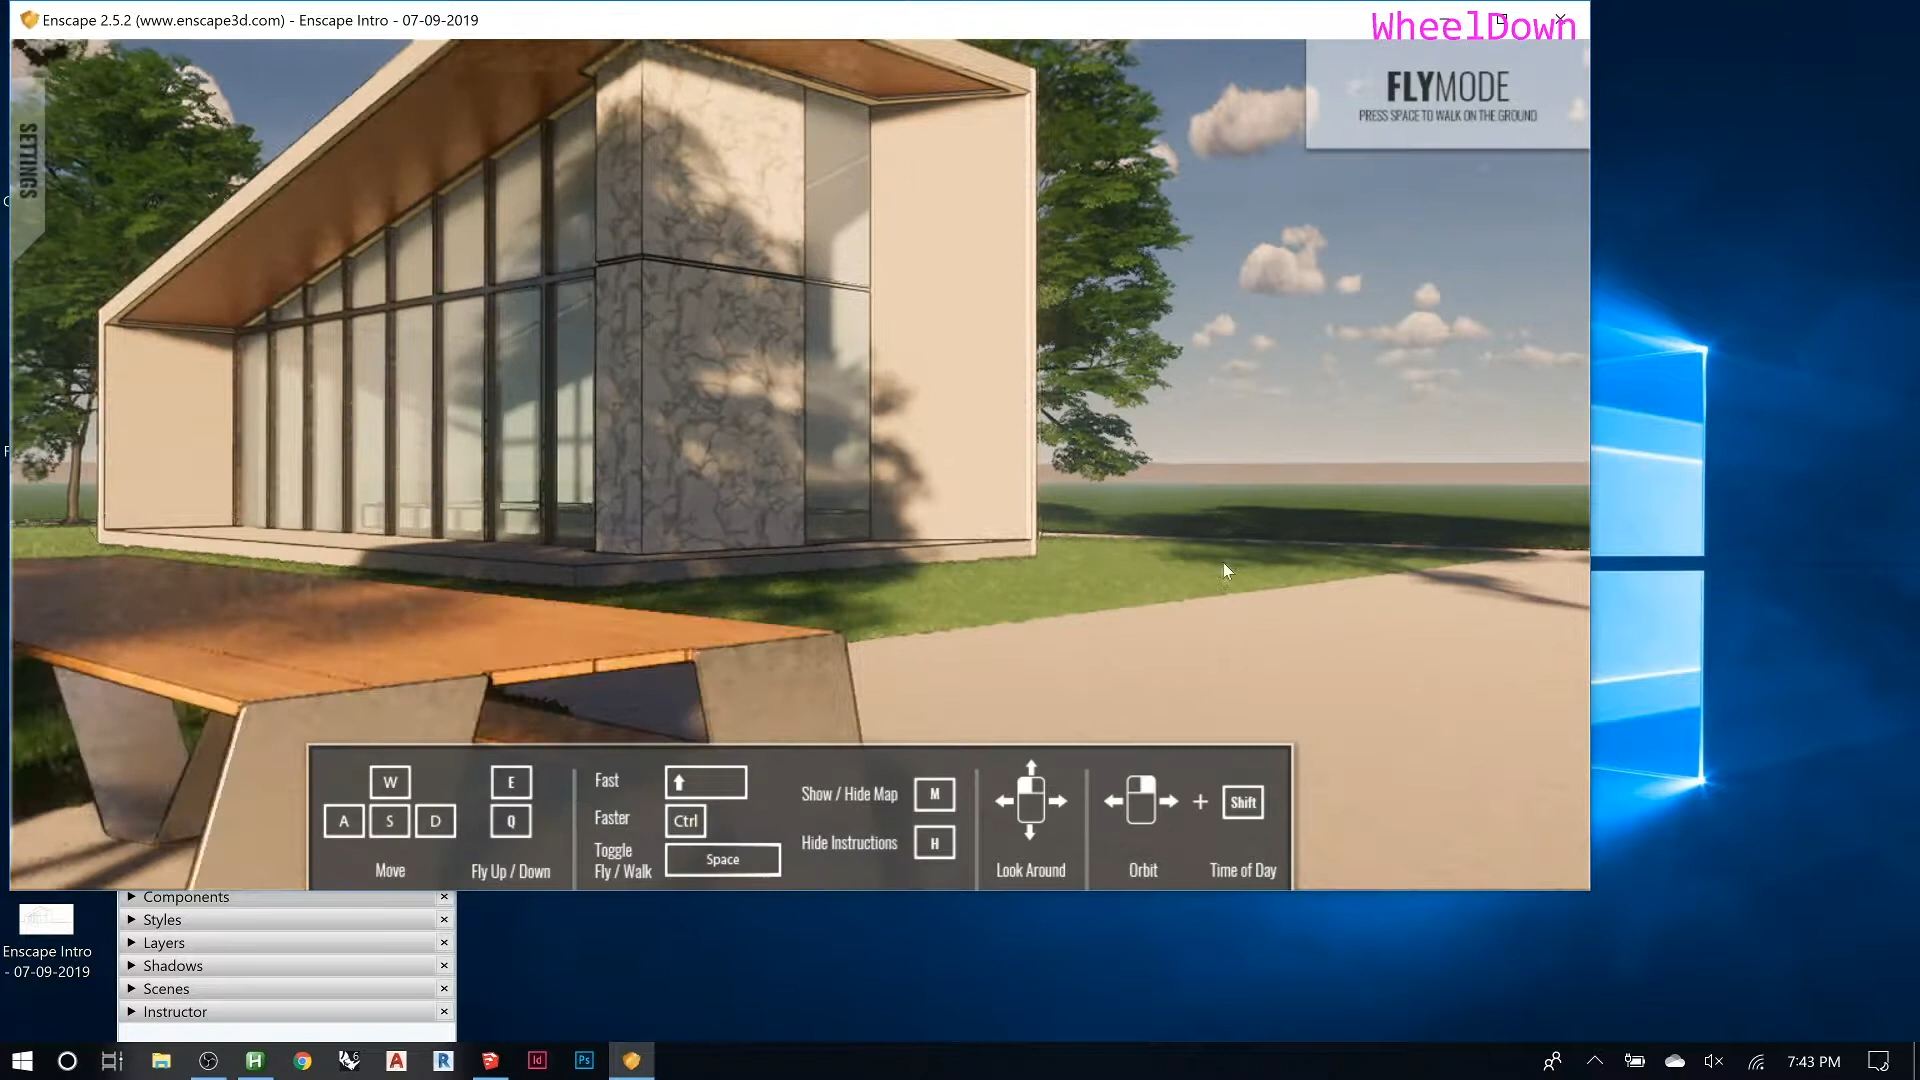 Enscape 2.5.2 (www.enscape3d.com) - Enscape Intro - 07-09-2019
WheelDown
FLYMODE
PRESS SPACE TO WALK ON THE GROUND
SETTINGS
W
A
S
D
Move
E
Q
Fly Up / Down
Fast
Faster
Ctrl
Toggle
Fly / Walk
Space
Show / Hide Map
M
Hide Instructions
H
Look Around
Orbit
+
Shift
Time of Day
Components
Styles
Layers
Shadows
Scenes
Instructor
Enscape Intro
- 07-09-2019
H
6
A
R
Id
Ps
7:43 PM